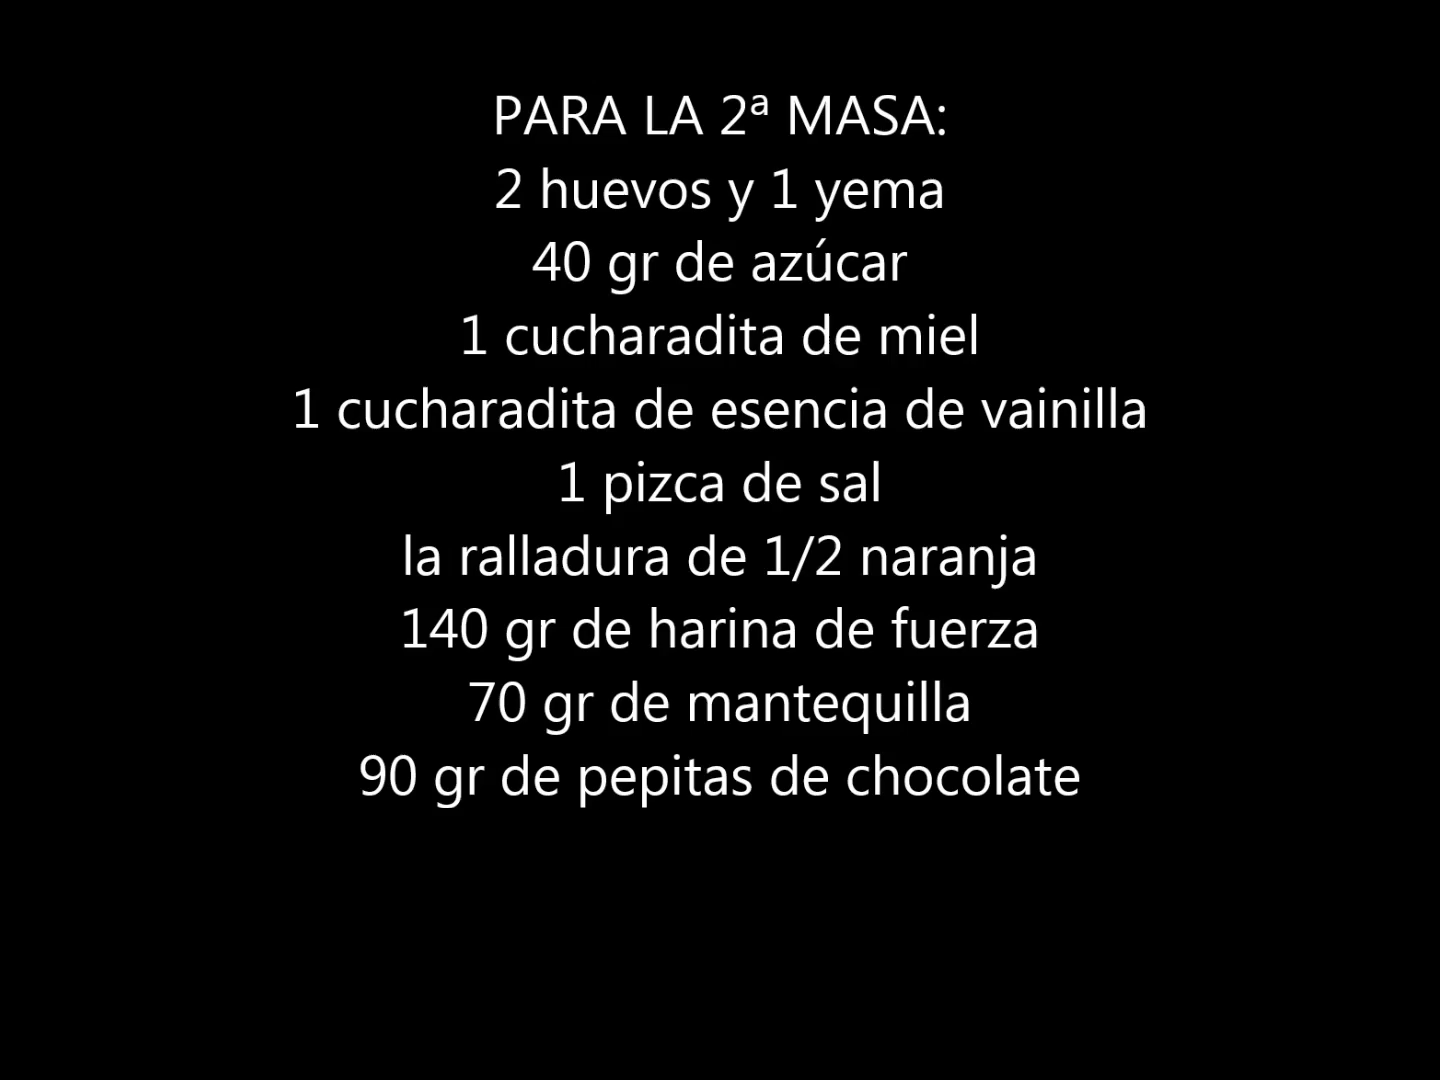 PARA LA 2ª MASA:
2 huevos y 1 yema
40 gr de azúcar
1 cucharadita de miel
1 cucharadita de esencia de vainilla
1 pizca de sal
la ralladura de 1/2 naranja
140 gr de harina de fuerza
70 gr de mantequilla
90 gr de pepitas de chocolate